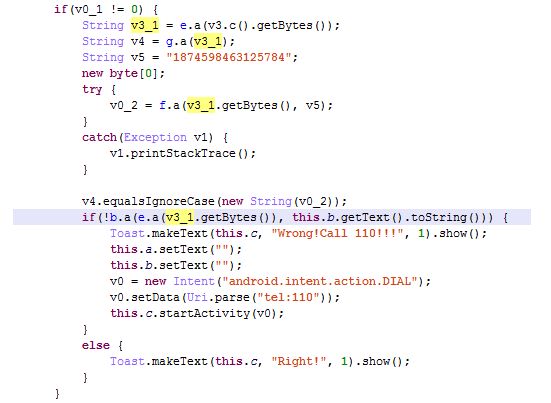 if(v0_1 != 0) {
String v3_1 = e.a(v3.c().getBytes());
String v4 = g.a(v3_1);
String v5 = "1874598463125784";
new byte[0];
try {
v0_2 = f.a(v3_1.getBytes(), v5);
}
catch(Exception v1) {
v1.printStackTrace();
}
v4.equalsIgnoreCase(new String(v0_2));
if(!b.a(e.a(v3_1.getBytes()), this.b.getText().toString())) {
Toast.makeText(this.c, "Wrong!Call 110!!!", 1).show();
this.a.setText("");
this.b.setText("");
v0 = new Intent("android.intent.action.DIAL");
v0.setData(Uri.parse("tel:110"));
this.c.startActivity(v0);
}
else {
Toast.makeText(this.c, "Right!", 1).show();
}
}